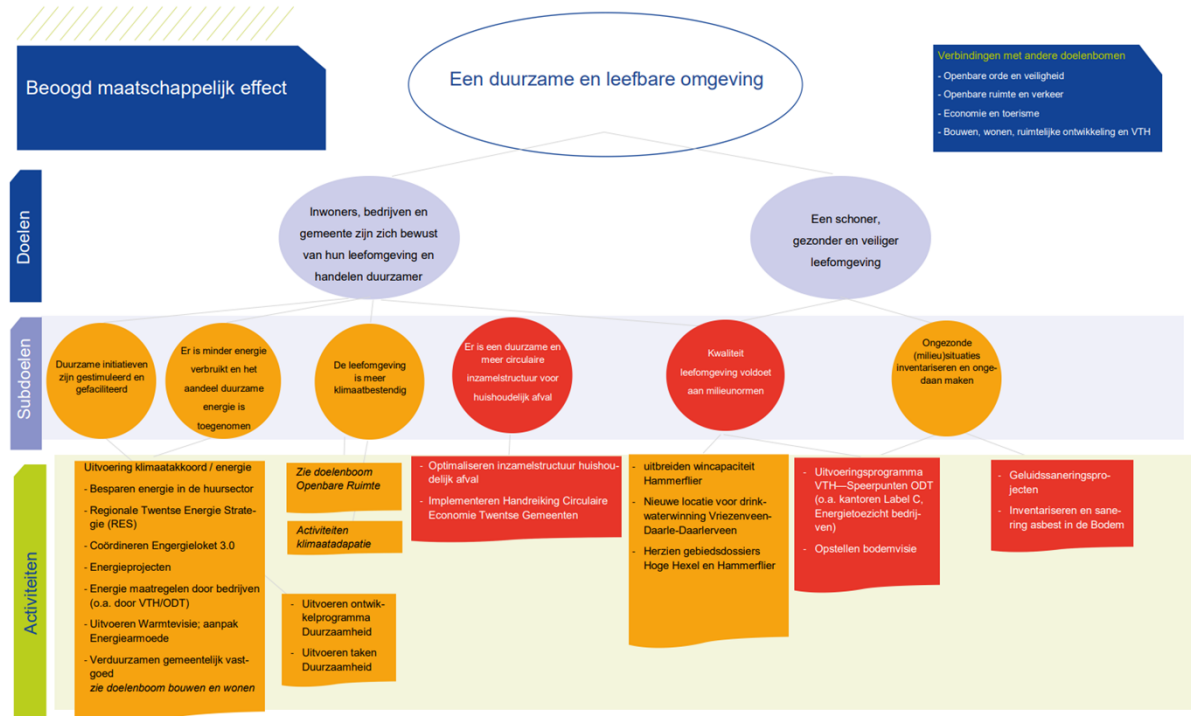 Beoogd maatschappelijk effect
Een duurzame en leefbare omgeving
Verbindingen met andere doelenbomen
- Openbare orde en veiligheid
- Openbare ruimte en verkeer
- Economie en toerisme
- Bouwen, wonen, ruimtelijke ontwikkeling en VTH
Doelen
Inwoners, bedrijven en
gemeente zijn zich bewust
van hun leefomgeving en
handelen duurzamer
Een schoner,
gezonder en veiliger
leefomgeving
Subdoelen
Duurzame initiatieven
zijn gestimuleerd en
gefaciliteerd
Er is minder energie
verbruikt en het
aandeel duurzame
energie is
toegenomen
De leefomgeving
is meer
klimaatbestendig
Er is een duurzame en
meer circulaire
inzamelstructuur voor
huishoudelijk afval
Kwaliteit
leefomgeving voldoet
aan milieunormen
Ongezonde
(milieu)situaties
inventariseren en onge-
daan maken
Activiteiten
Uitvoering klimaatakkoord / energie
- Besparen energie in de huursector
- Regionale Twentse Energie Strate-
gie (RES)
- Coördineren Engergieloket 3.0
- Energieprojecten
- Energie maatregelen door bedrijven
(o.a. door VTH/ODT)
- Uitvoeren Warmtevisie; aanpak
Energiearmoede
- Verduurzamen gemeentelijk vast-
goed
zie doelenboom bouwen en wonen
Zie doelenboom
Openbare Ruimte
Activiteiten
klimaatadapatie
- Uitvoeren ontwik-
kelprogramma
Duurzaamheid
- Uitvoeren taken
Duurzaamheid
- Optimaliseren inzamelstructuur huishou-
delijk afval
- Implementeren Handreiking Circulaire
Economie Twentse Gemeenten
- uitbreiden wincapaciteit
Hammerflier
- Nieuwe locatie voor drink-
waterwinning Vriezenveen-
Daarle-Daarlerveen
- Herzien gebiedsdossiers
Hoge Hexel en Hammerflier
- Uitvoeringsprogramma
VTH—Speerpunten ODT
(o.a. kantoren Label C,
Energietoezicht bedrij-
ven)
- Opstellen bodemvisie
- Geluidssaneringspro-
jecten
- Inventariseren en sane-
ring asbest in de Bodem